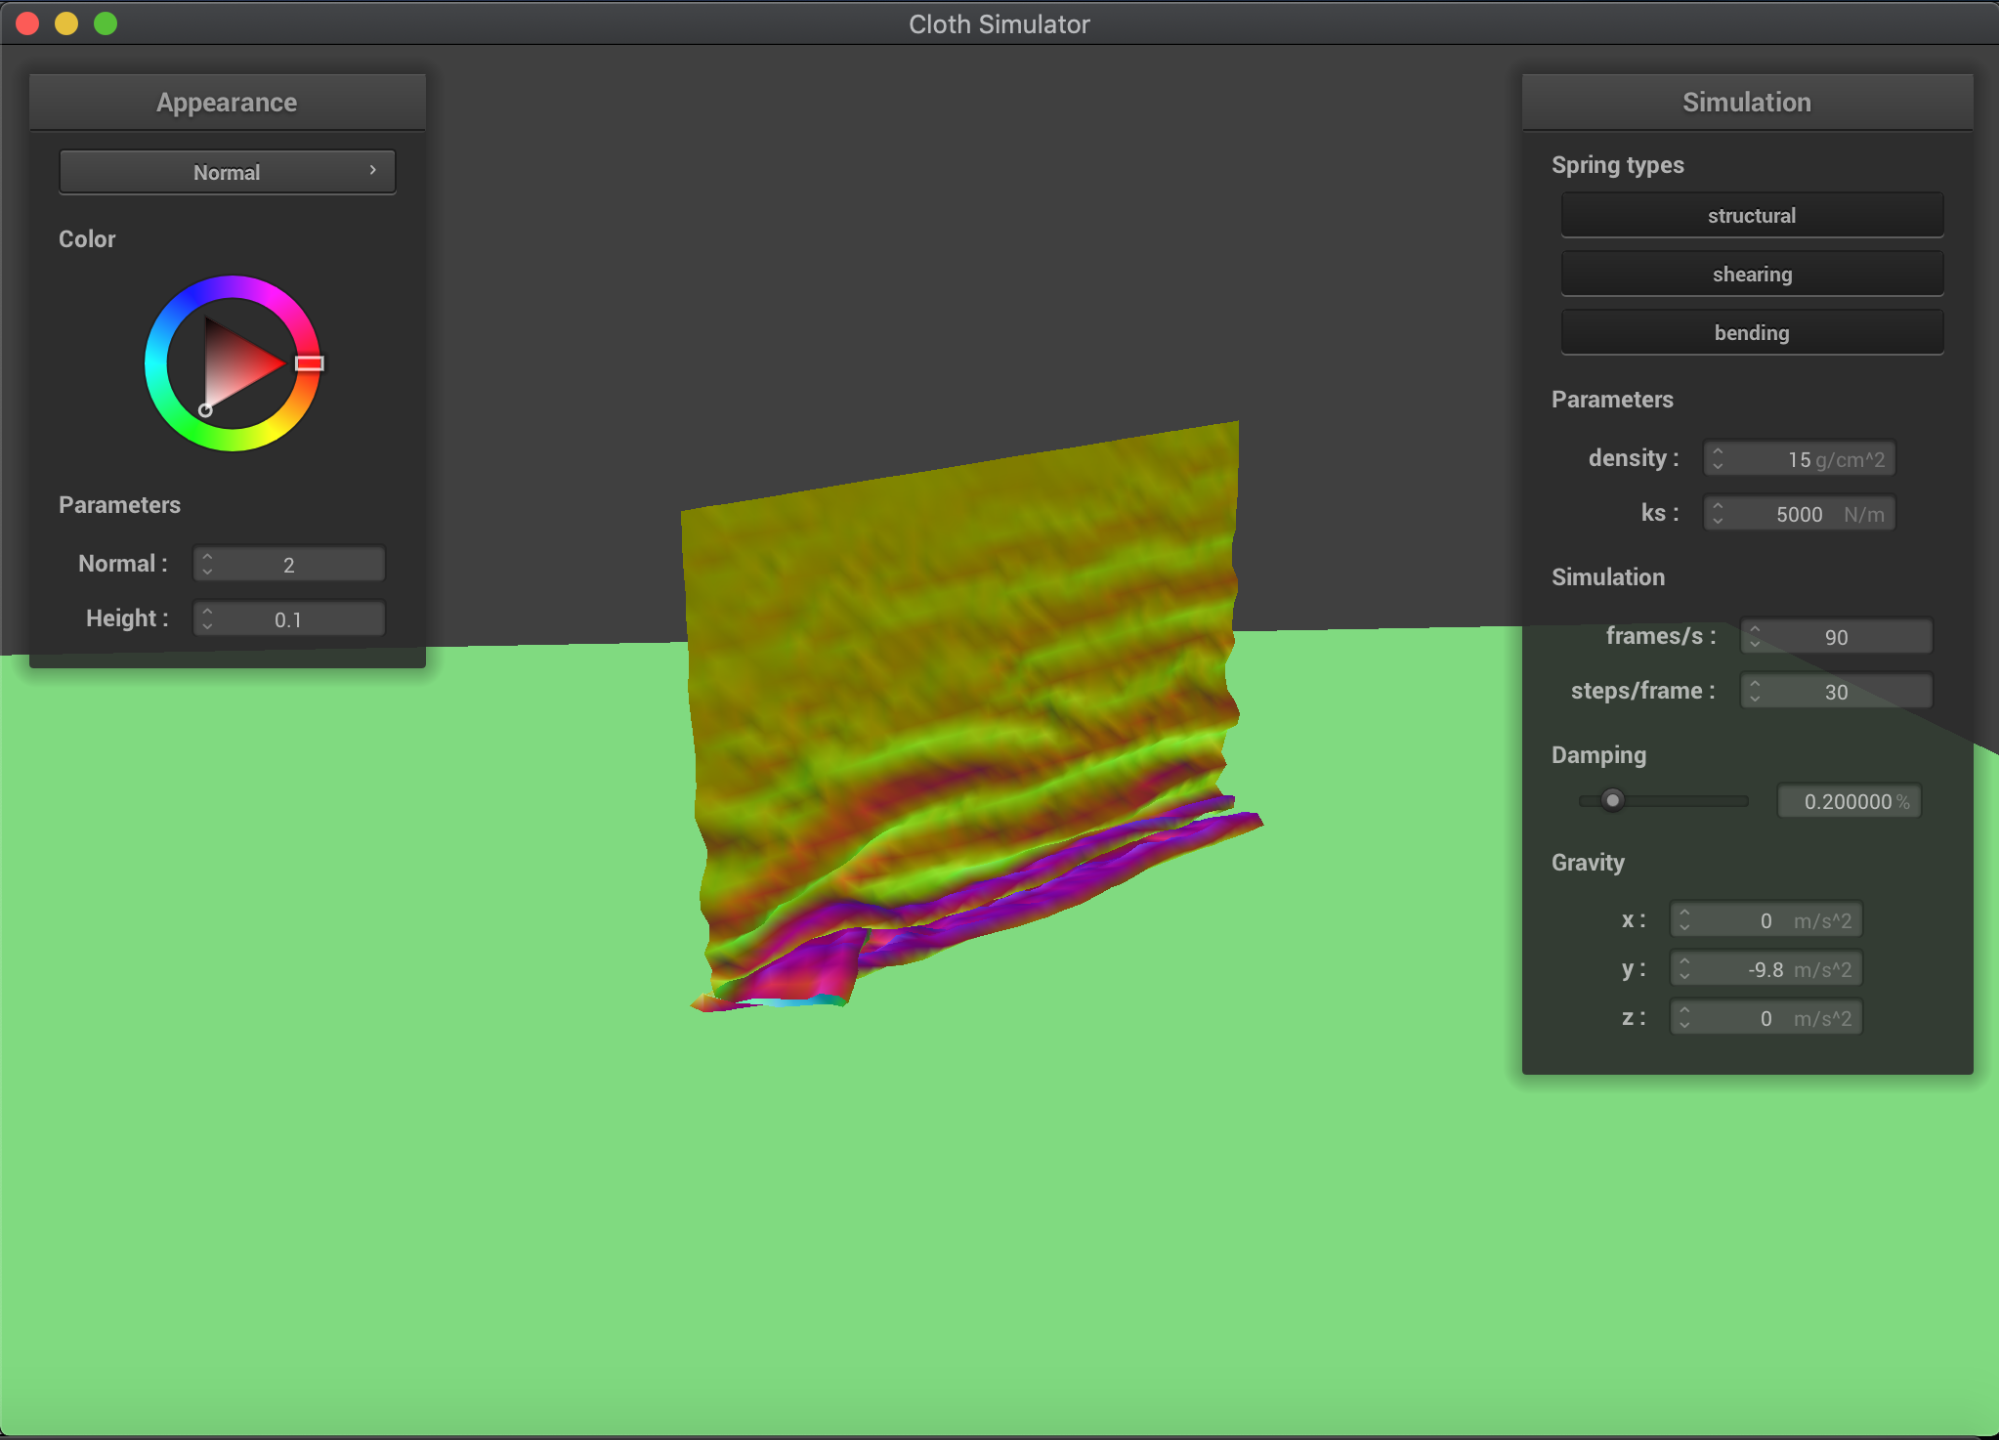 Cloth Simulator
Appearance
Normal
Color
Parameters
Normal : 2
Height : 0.1
Simulation
Spring types
structural
shearing
bending
Parameters
density : 15 g/cm^2
ks : 5000 N/m
Simulation
frames/s : 90
steps/frame : 30
Damping
0.200000 %
Gravity
x : 0 m/s^2
y : -9.8 m/s^2
z : 0 m/s^2